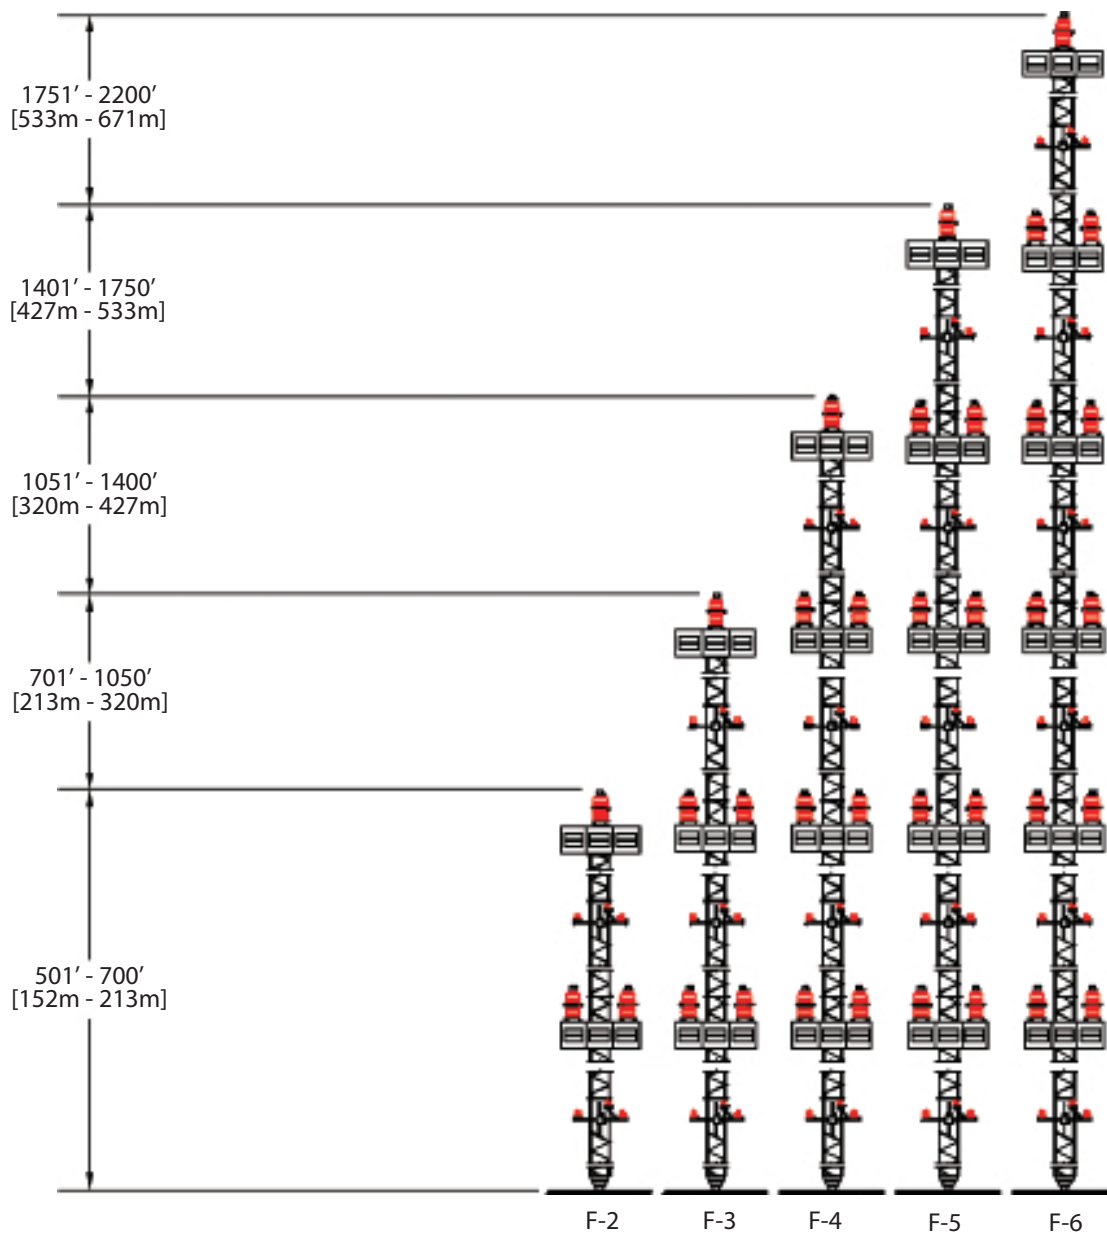 1751′ - 2200′
[533m - 671m]
1401′ - 1750′
[427m - 533m]
1051′ - 1400′
[320m - 427m]
701′ - 1050′
[213m - 320m]
501′ - 700′
[152m - 213m]
F-2 F-3 F-4 F-5 F-6